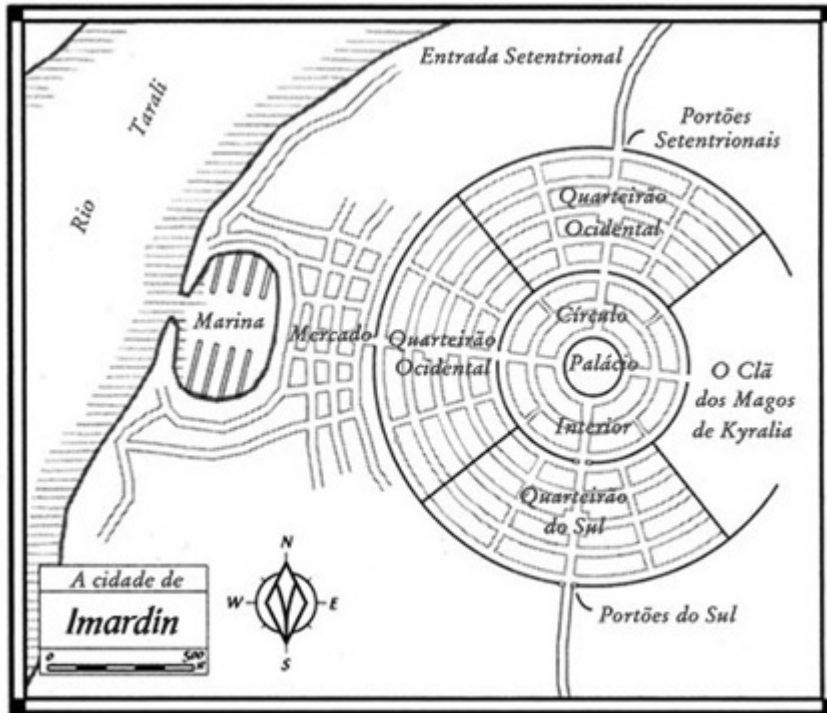 Entrada Setentrional
Rio Tarali
Portões
Setentrionais
Quarteirão
Ocidental
Marina
Mercado
Quarteirão
Ocidental
Círculo
Palácio
Interior
O Clã
dos Magos
de Kyralia
Quarteirão
do Sul
Portões do Sul
N
W
E
S
A cidade de
Imardin
0
500